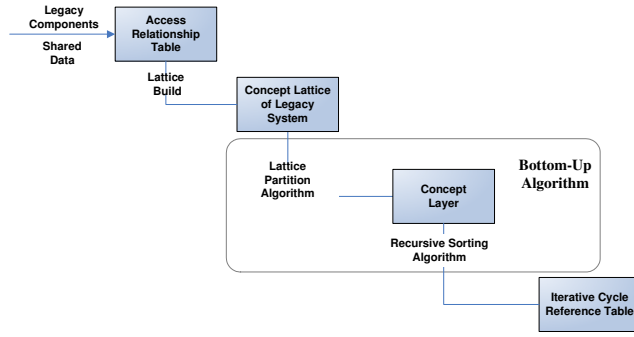 Legacy
Components
Shared
Data
Access
Relationship
Table
Lattice
Build
Concept Lattice
of Legacy
System
Lattice
Partition
Algorithm
Bottom-Up
Algorithm
Concept
Layer
Recursive Sorting
Algorithm
Iterative Cycle
Reference Table